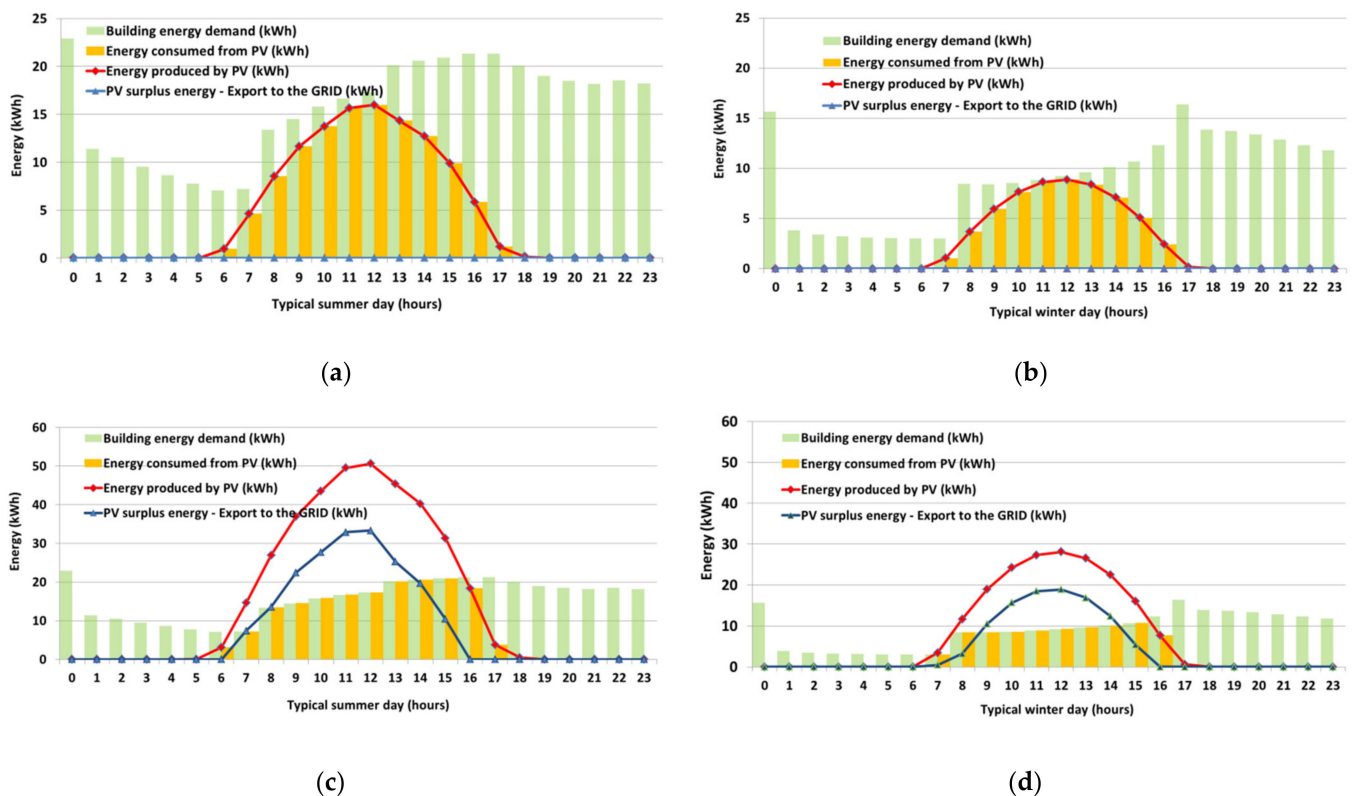 25
20
15
10
5
0
Energy (kWh)
Building energy demand (kWh)
Energy consumed from PV (kWh)
Energy produced by PV (kWh)
PV surplus energy - Export to the GRID (kWh)
0 1 2 3 4 5 6 7 8 9 10 11 12 13 14 15 16 17 18 19 20 21 22 23
Typical summer day (hours)
(a)
25
20
15
10
5
0
Energy (kWh)
Building energy demand (kWh)
Energy consumed from PV (kWh)
Energy produced by PV (kWh)
PV surplus energy - Export to the GRID (kWh)
0 1 2 3 4 5 6 7 8 9 10 11 12 13 14 15 16 17 18 19 20 21 22 23
Typical winter day (hours)
(b)
60
50
40
30
20
10
0
Energy (kWh)
Building energy demand (kWh)
Energy consumed from PV (kWh)
Energy produced by PV (kWh)
PV surplus energy - Export to the GRID (kWh)
0 1 2 3 4 5 6 7 8 9 10 11 12 13 14 15 16 17 18 19 20 21 22 23
Typical summer day (hours)
(c)
60
50
40
30
20
10
0
Energy (kWh)
Building energy demand (kWh)
Energy consumed from PV (kWh)
Energy produced by PV (kWh)
PV surplus energy - Export to the GRID (kWh)
0 1 2 3 4 5 6 7 8 9 10 11 12 13 14 15 16 17 18 19 20 21 22 23
Typical winter day (hours)
(d)